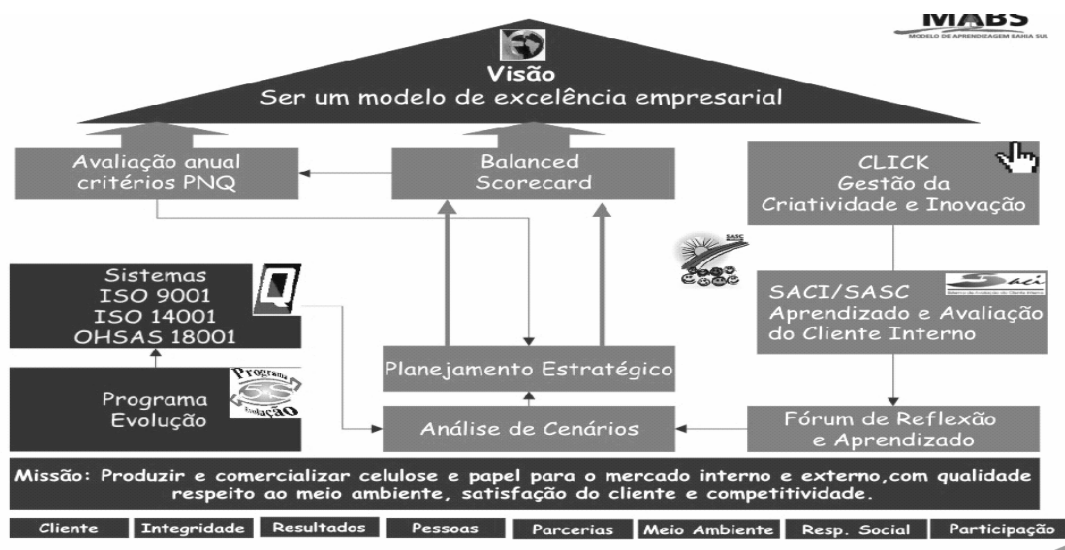 MABS
MODELO DE APRENDIZAGEM BAHIA SUL
Visão
Ser um modelo de excelência empresarial
Avaliação anual
critérios PNQ
Balanced
Scorecard
CLICK
Gestão da
Criatividade e Inovação
SASC
Sistemas
ISO 9001
ISO 14001
OHSAS 18001
Q
SACI/SASC
Aprendizado e Avaliação
do Cliente Interno
Saci
Planejamento Estratégico
Programa
Evolução
Programa
5S
Evolução
Análise de Cenários
Fórum de Reflexão
e Aprendizado
Missão: Produzir e comercializar celulose e papel para o mercado interno e externo,com qualidade
respeito ao meio ambiente, satisfação do cliente e competitividade.
Cliente
Integridade
Resultados
Pessoas
Parcerias
Meio Ambiente
Resp. Social
Participação